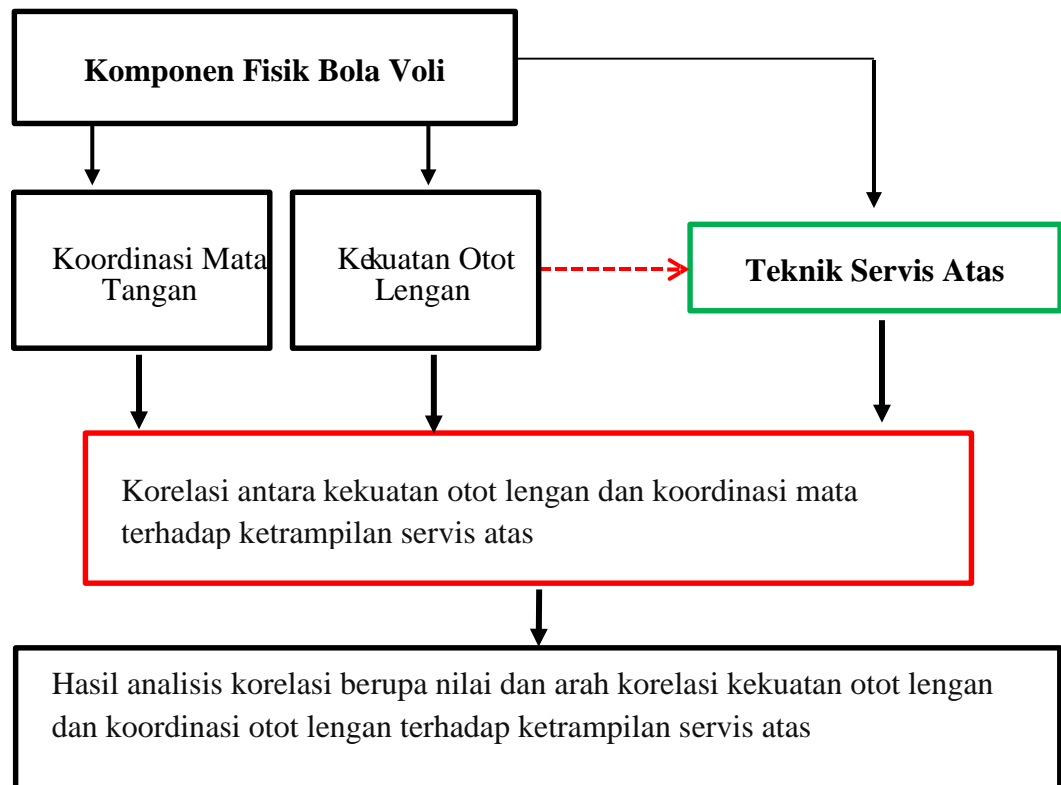 Komponen Fisik Bola Voli
Koordinasi Mata
Tangan
Kekuatan Otot
Lengan
Teknik Servis Atas
Korelasi antara kekuatan otot lengan dan koordinasi mata
terhadap ketrampilan servis atas
Hasil analisis korelasi berupa nilai dan arah korelasi kekuatan otot lengan
dan koordinasi otot lengan terhadap ketrampilan servis atas